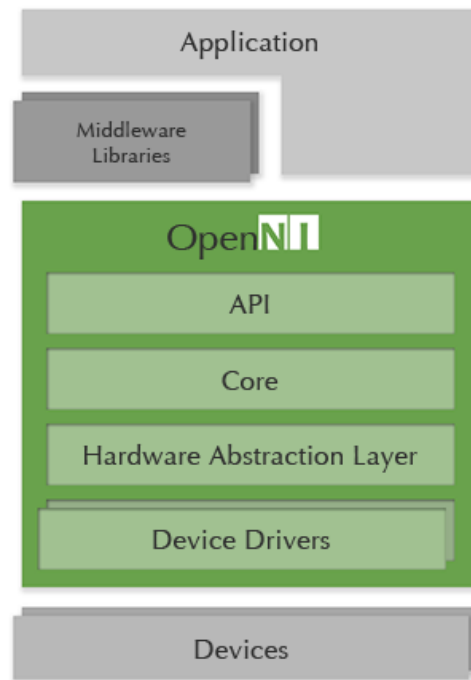 Application
Middleware
Libraries
OpenNI
API
Core
Hardware Abstraction Layer
Device Drivers
Devices